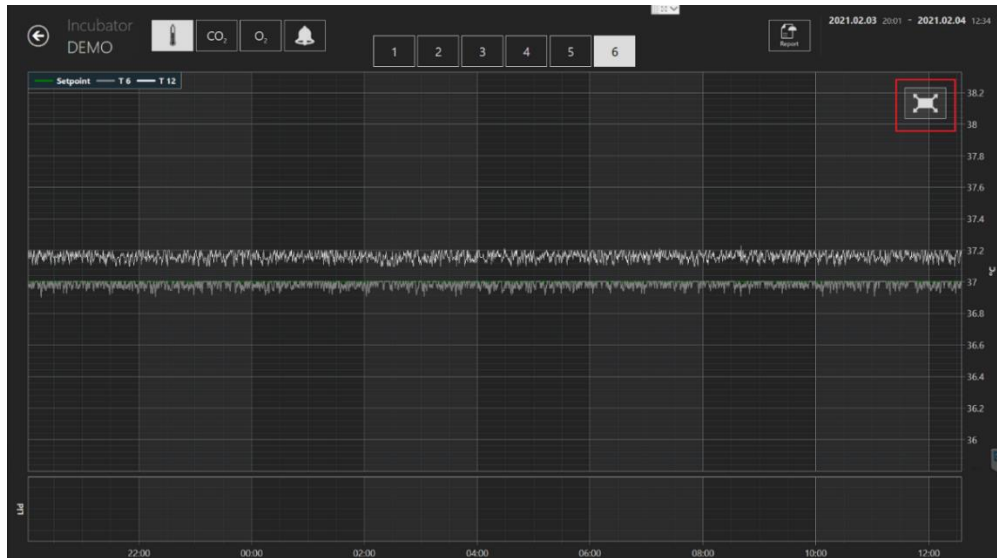 Incubator
DEMO
CO₂
O₂
1 2 3 4 5 6
Report
2021.02.03 20:01 - 2021.02.04 12:34
Setpoint T 6 T 12
38.2
38
37.8
37.6
37.4
37.2
°C
37
36.8
36.6
36.4
36.2
36
Lid
22:00 00:00 02:00 04:00 06:00 08:00 10:00 12:00